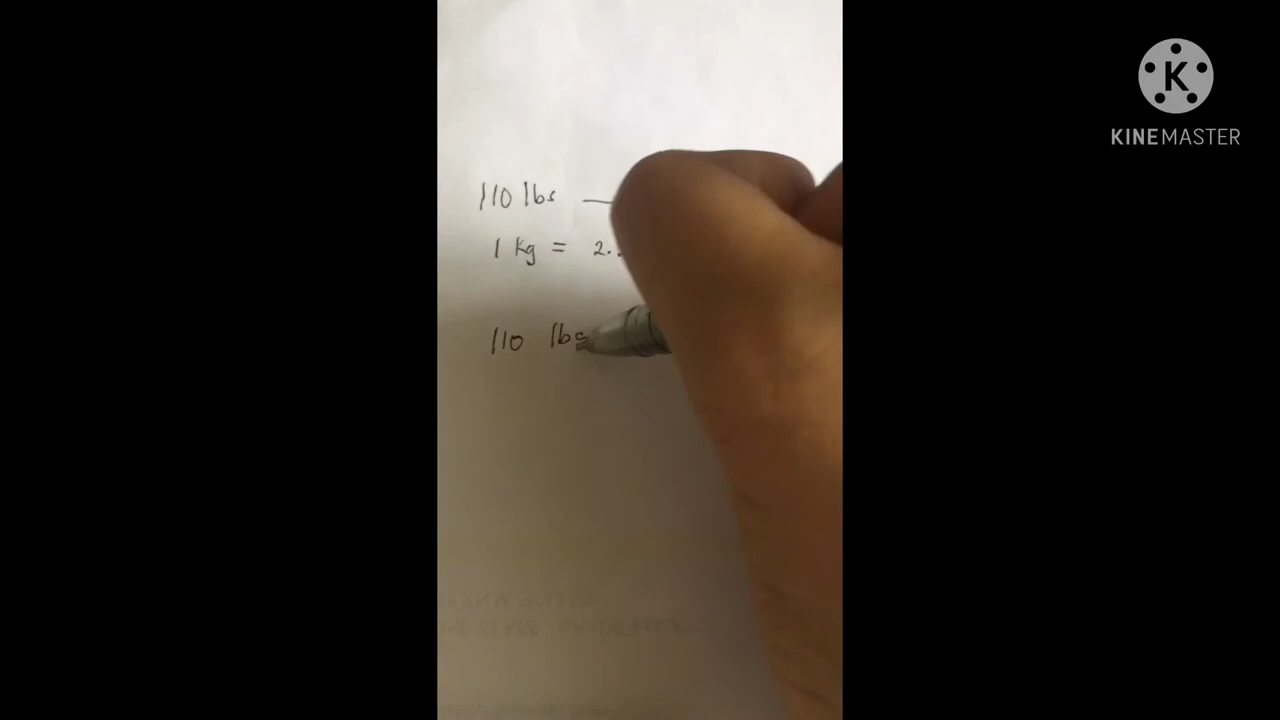 110 lbs —
1 kg = 2.
110 lbs
KINEMASTER